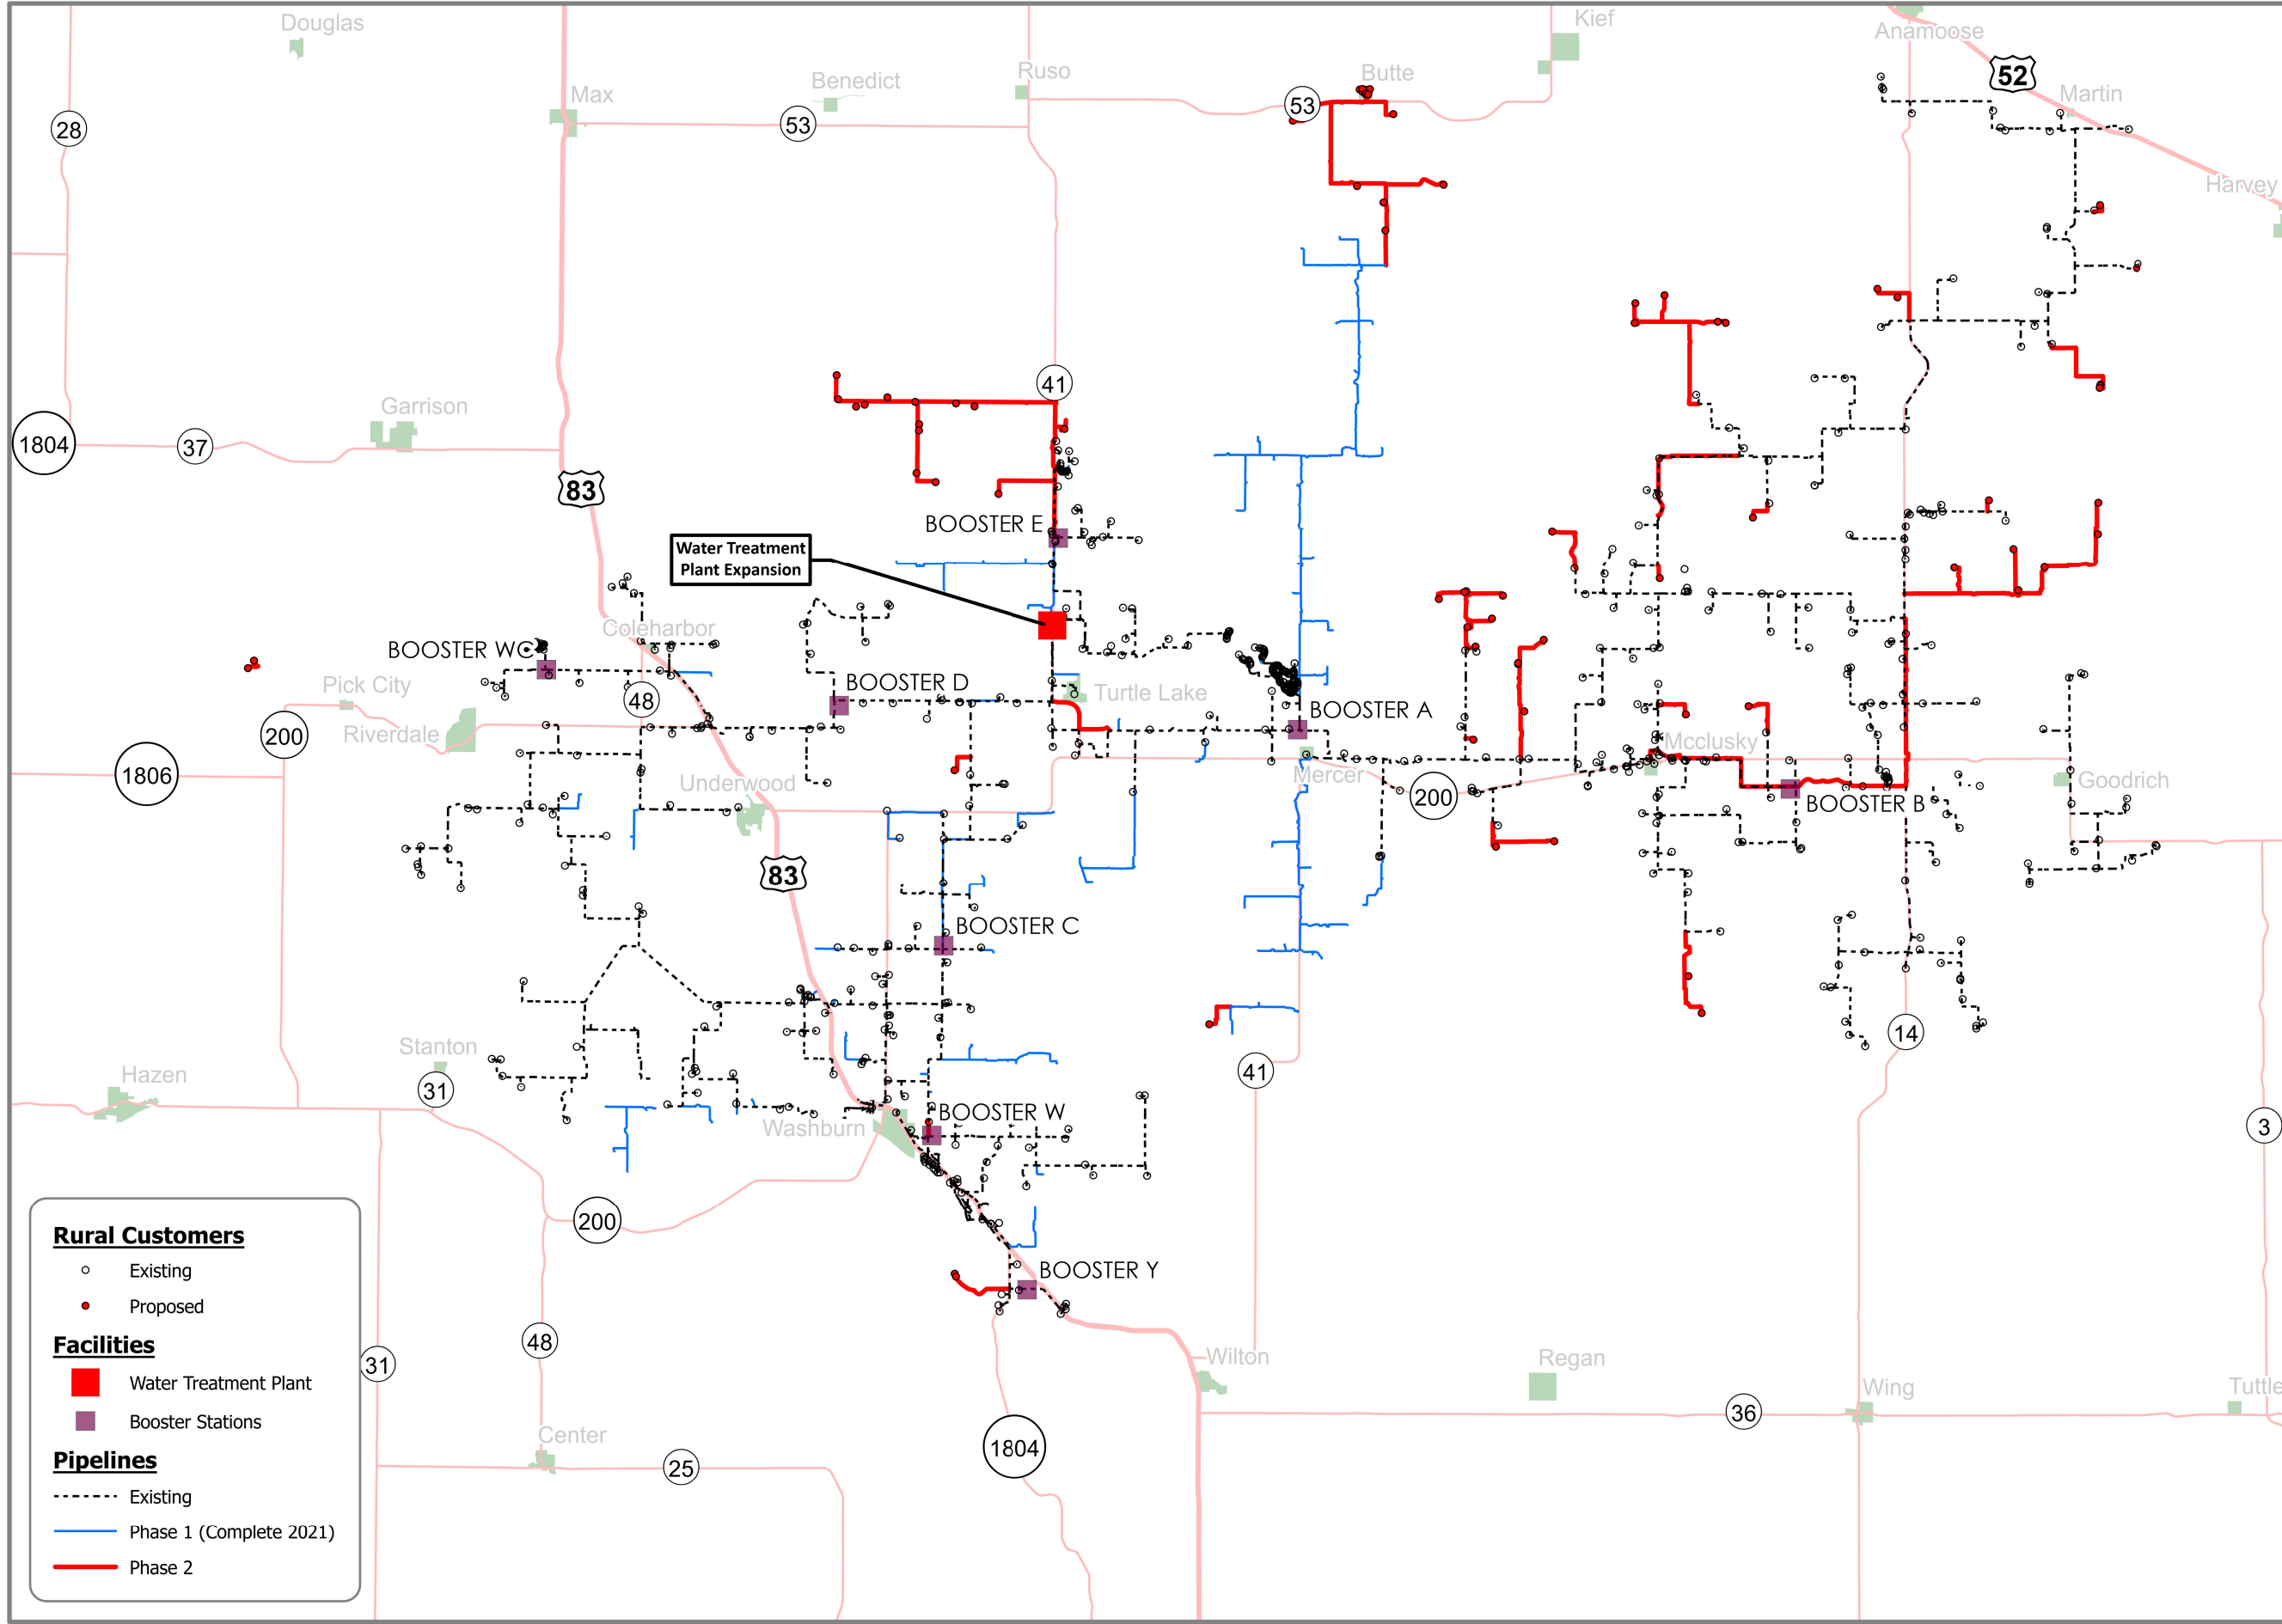 Douglas
Kief
Anamoose
52
Max
Benedict
Ruso
Butte
Martin
28
53
53
Harvey
41
Garrison
1804
37
83
BOOSTER E
Water Treatment
Plant Expansion
Coleharbor
BOOSTER WC
Pick City
48
BOOSTER D
Turtle Lake
BOOSTER A
Riverdale
200
Mcclusky
1806
Underwood
Mercer
200
BOOSTER B
Goodrich
83
BOOSTER C
14
Stanton
Hazen
31
41
BOOSTER W
Washburn
3
200
BOOSTER Y
48
31
Wilton
Regan
Wing
Tuttle
36
Center
1804
25
Rural Customers
Existing
Proposed
Facilities
Water Treatment Plant
Booster Stations
Pipelines
Existing
Phase 1 (Complete 2021)
Phase 2